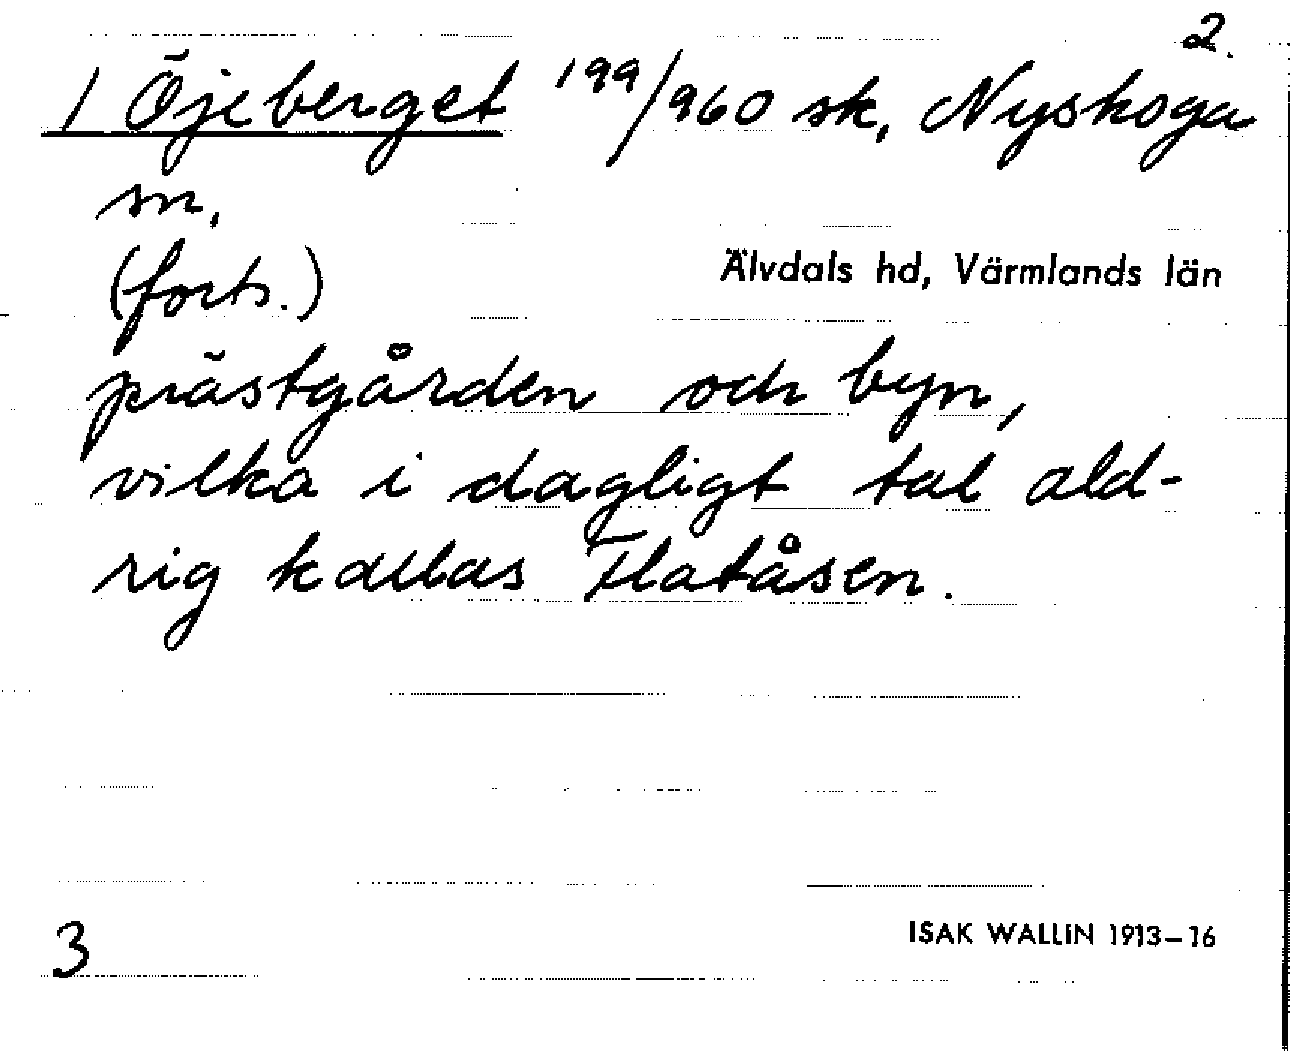 2.
1 Öjeberget 199/960 sk, Nyskoga
sn.
(forts.)
Älvdals hd, Värmlands län
prästgården och byn,
vilka i dagligt tal ald-
rig kallas Flatåsen.
3
ISAK WALLIN 1913-16